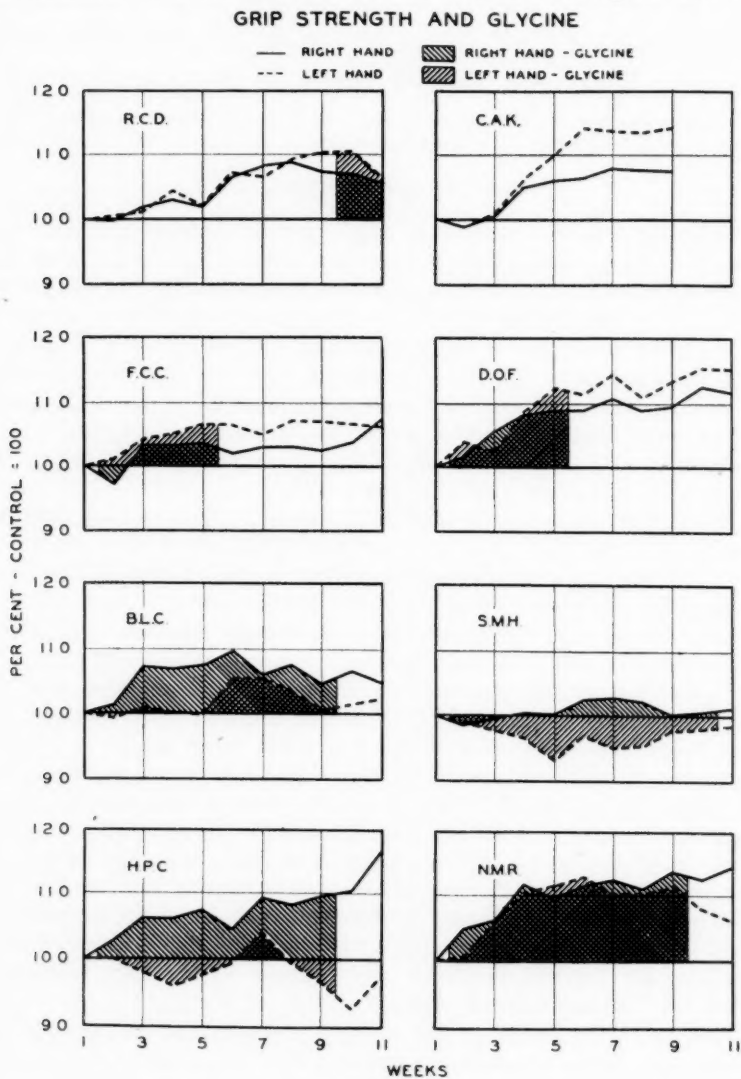 GRIP STRENGTH AND GLYCINE
RIGHT HAND
RIGHT HAND - GLYCINE
LEFT HAND
LEFT HAND - GLYCINE
120
110
100
90
R.C.D.
C.A.K.
110
100
90
F.C.C.
D.O.F.
110
100
90
B.L.C.
S.M.H.
120
110
100
90
H.P.C
N.M.R.
PER CENT - CONTROL = 100
1 3 5 7 9 11
1 3 5 7 9 11
WEEKS